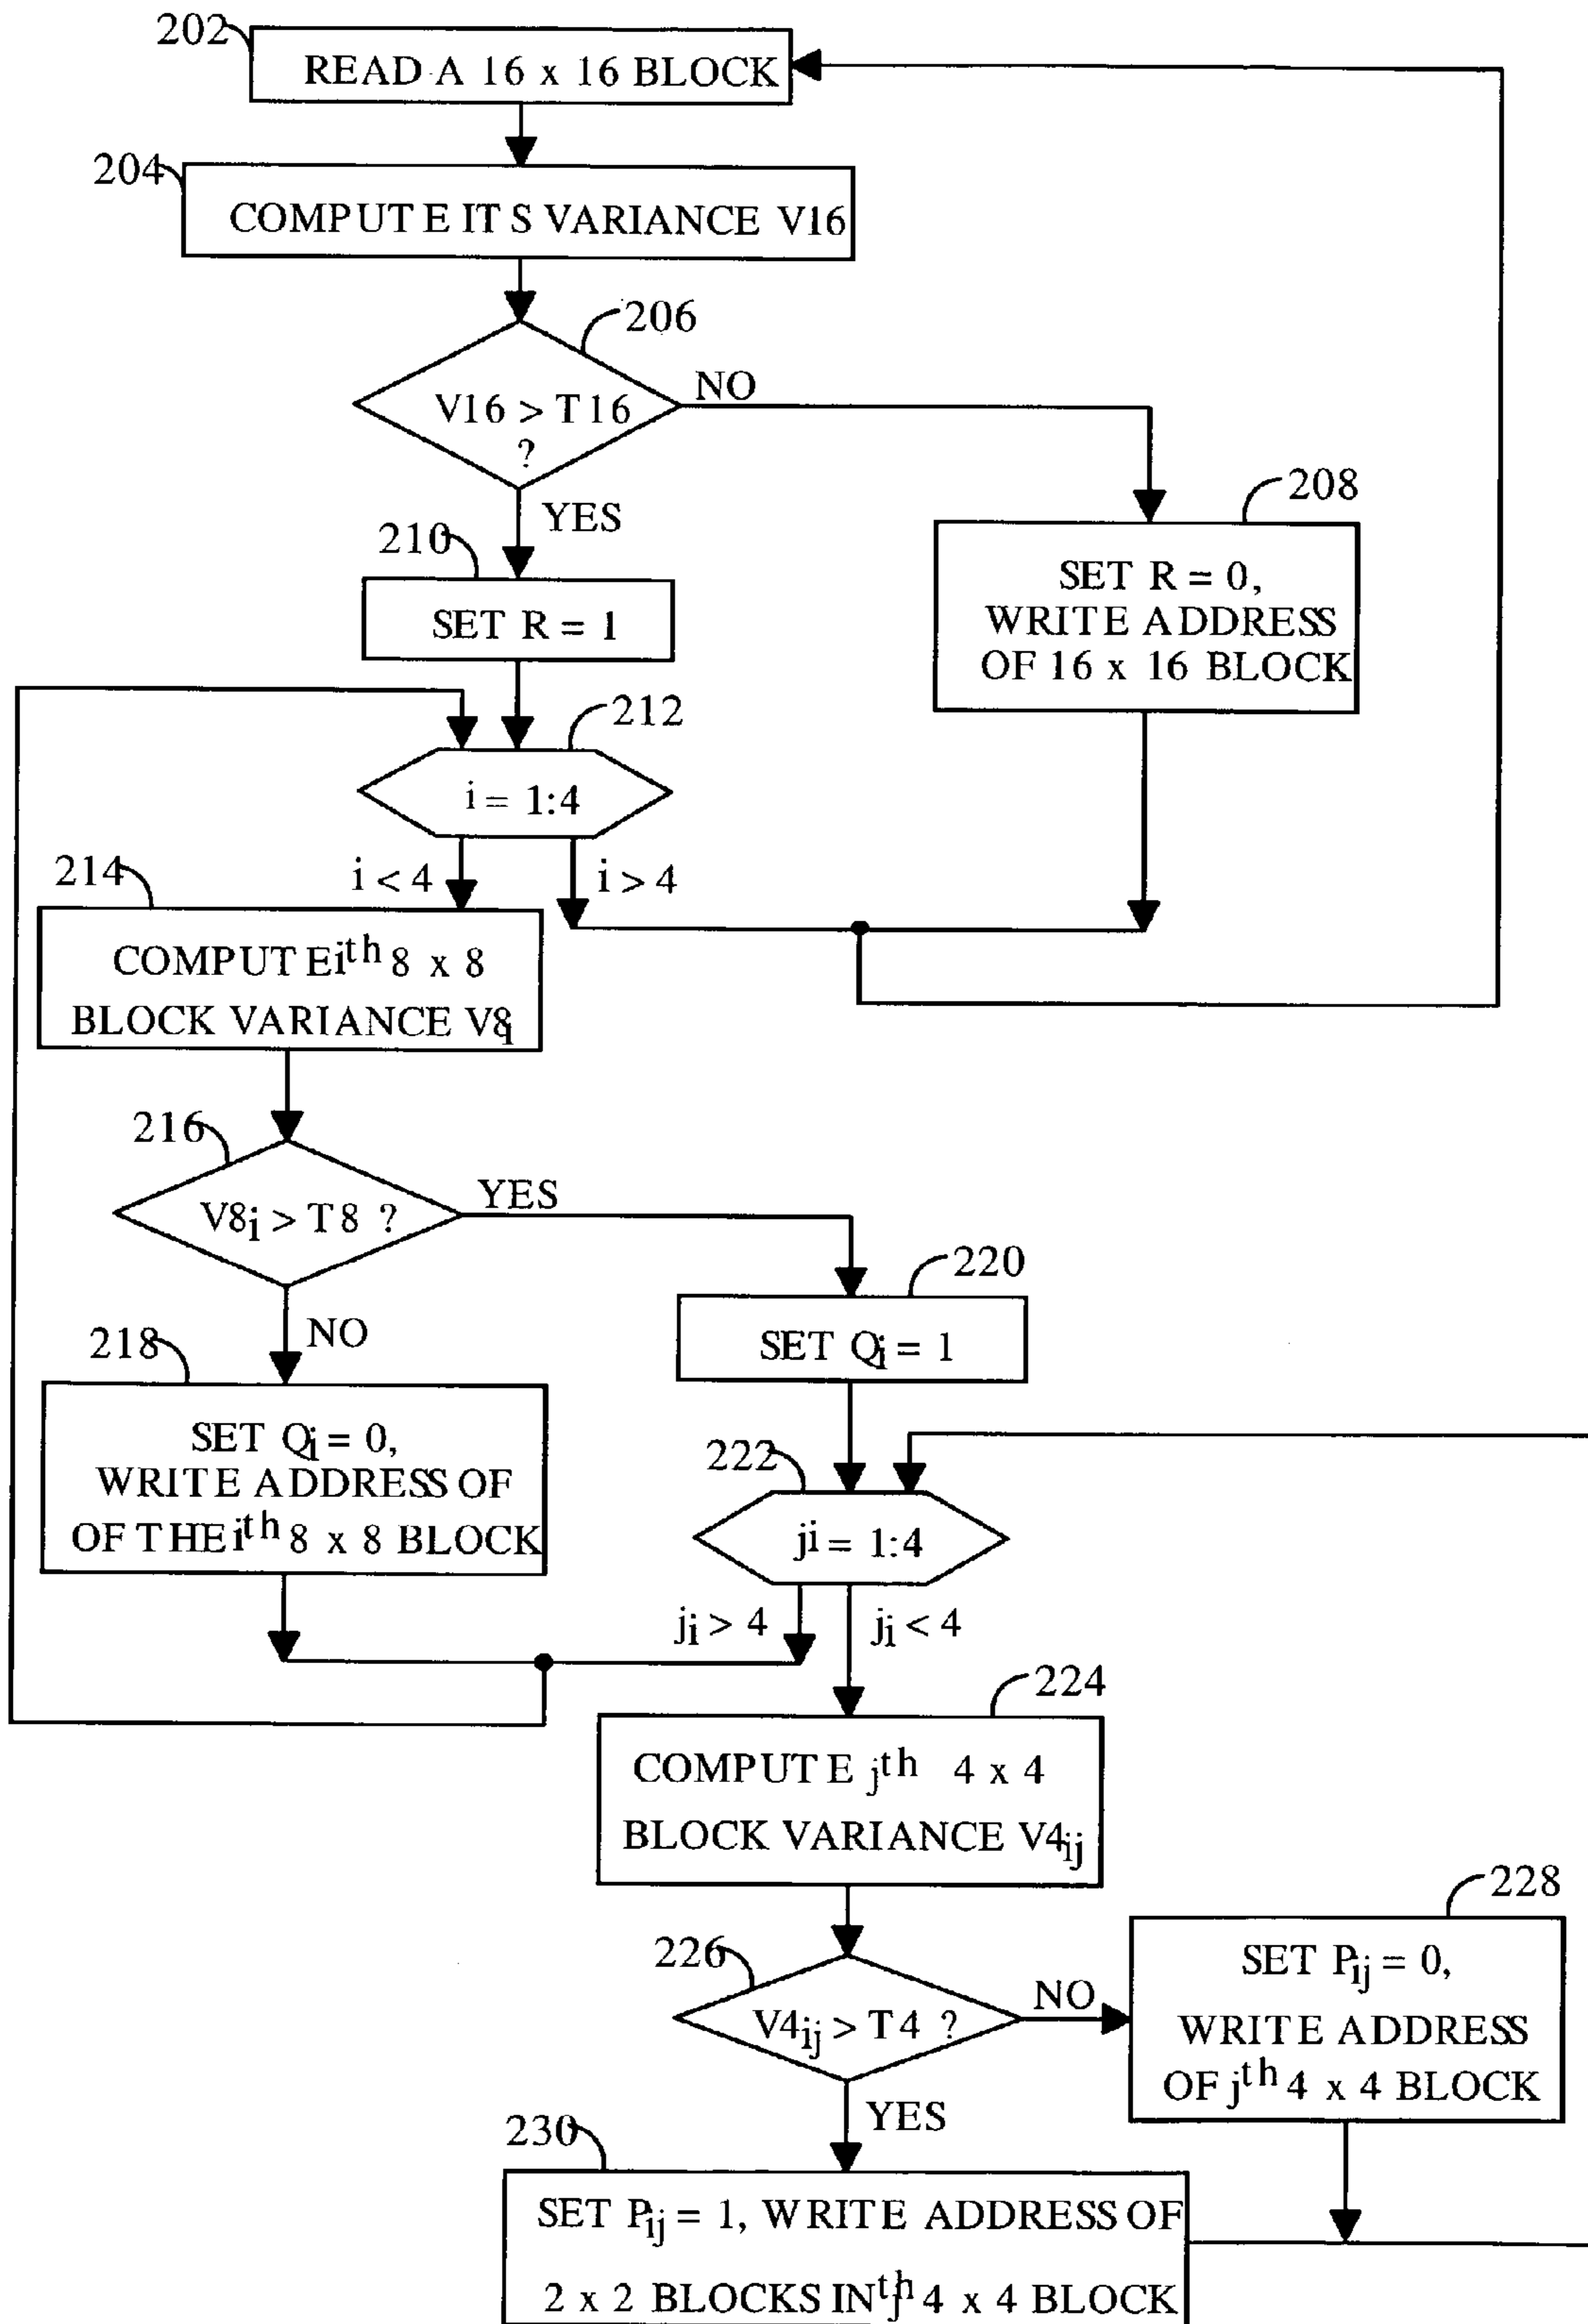 202
READ A 16 x 16 BLOCK
204
COMPUTE ITS VARIANCE V16
206
V16 > T16
?
NO
YES
208
SET R = 0,
WRITE ADDRESS
OF 16 x 16 BLOCK
210
SET R = 1
212
i = 1:4
i < 4
i > 4
214
COMPUTE ith 8 x 8
BLOCK VARIANCE V8i
216
V8i > T8 ?
YES
NO
218
SET Qi = 0,
WRITE ADDRESS OF
OF THE ith 8 x 8 BLOCK
220
SET Qi = 1
222
ji = 1:4
ji > 4
ji < 4
224
COMPUTE jth 4 x 4
BLOCK VARIANCE V4ij
226
V4ij > T4 ?
NO
YES
228
SET Pij = 0,
WRITE ADDRESS
OF jth 4 x 4 BLOCK
230
SET Pij = 1, WRITE ADDRESS OF
2 x 2 BLOCKS IN jth 4 x 4 BLOCK